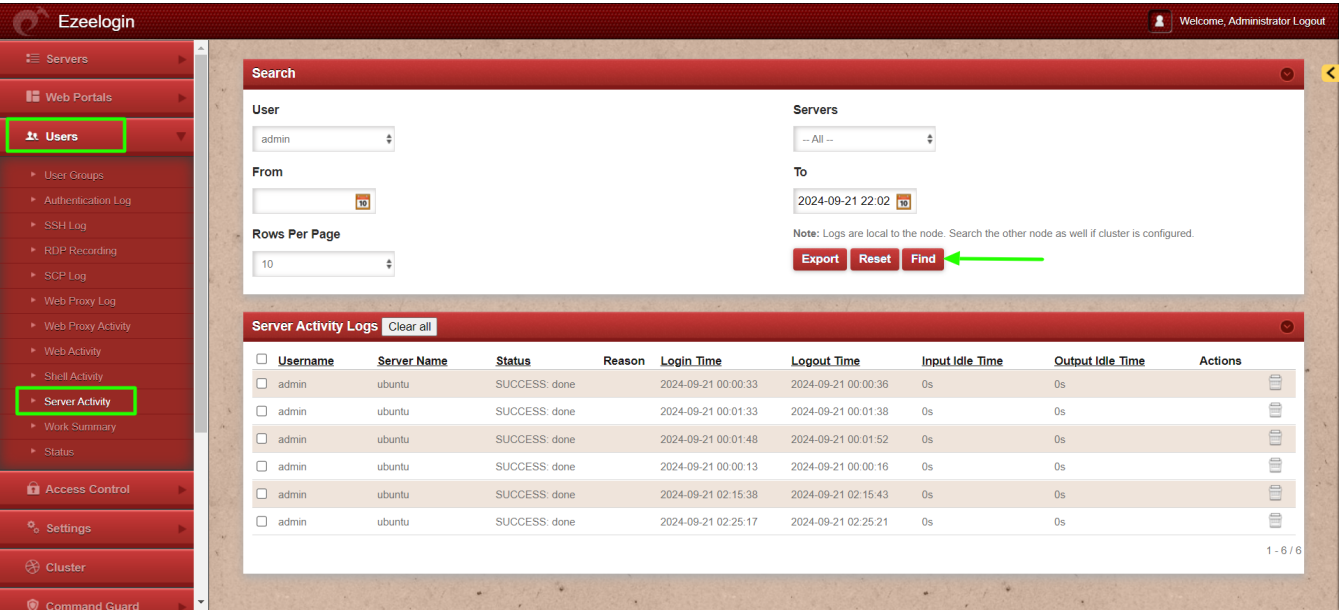 Ezeelogin
Welcome, Administrator Logout
Servers
Web Portals
Users
User Groups
Authentication Log
SSH Log
RDP Recording
SCP Log
Web Proxy Log
Web Proxy Activity
Web Activity
Shell Activity
Server Activity
Work Summary
Status
Access Control
Settings
Cluster
Command Guard
Search
User
Servers
admin
-- All --
From
To
10
2024-09-21 22:02
10
Rows Per Page
Note: Logs are local to the node. Search the other node as well if cluster is configured.
10
Export Reset Find
Server Activity Logs Clear all
Username Server Name Status Reason Login Time Logout Time Input Idle Time Output Idle Time Actions
admin ubuntu SUCCESS: done 2024-09-21 00:00:33 2024-09-21 00:00:36 0s 0s
admin ubuntu SUCCESS: done 2024-09-21 00:01:33 2024-09-21 00:01:38 0s 0s
admin ubuntu SUCCESS: done 2024-09-21 00:01:48 2024-09-21 00:01:52 0s 0s
admin ubuntu SUCCESS: done 2024-09-21 00:00:13 2024-09-21 00:00:16 0s 0s
admin ubuntu SUCCESS: done 2024-09-21 02:15:38 2024-09-21 02:15:43 0s 0s
admin ubuntu SUCCESS: done 2024-09-21 02:25:17 2024-09-21 02:25:21 0s 0s
1 - 6 / 6